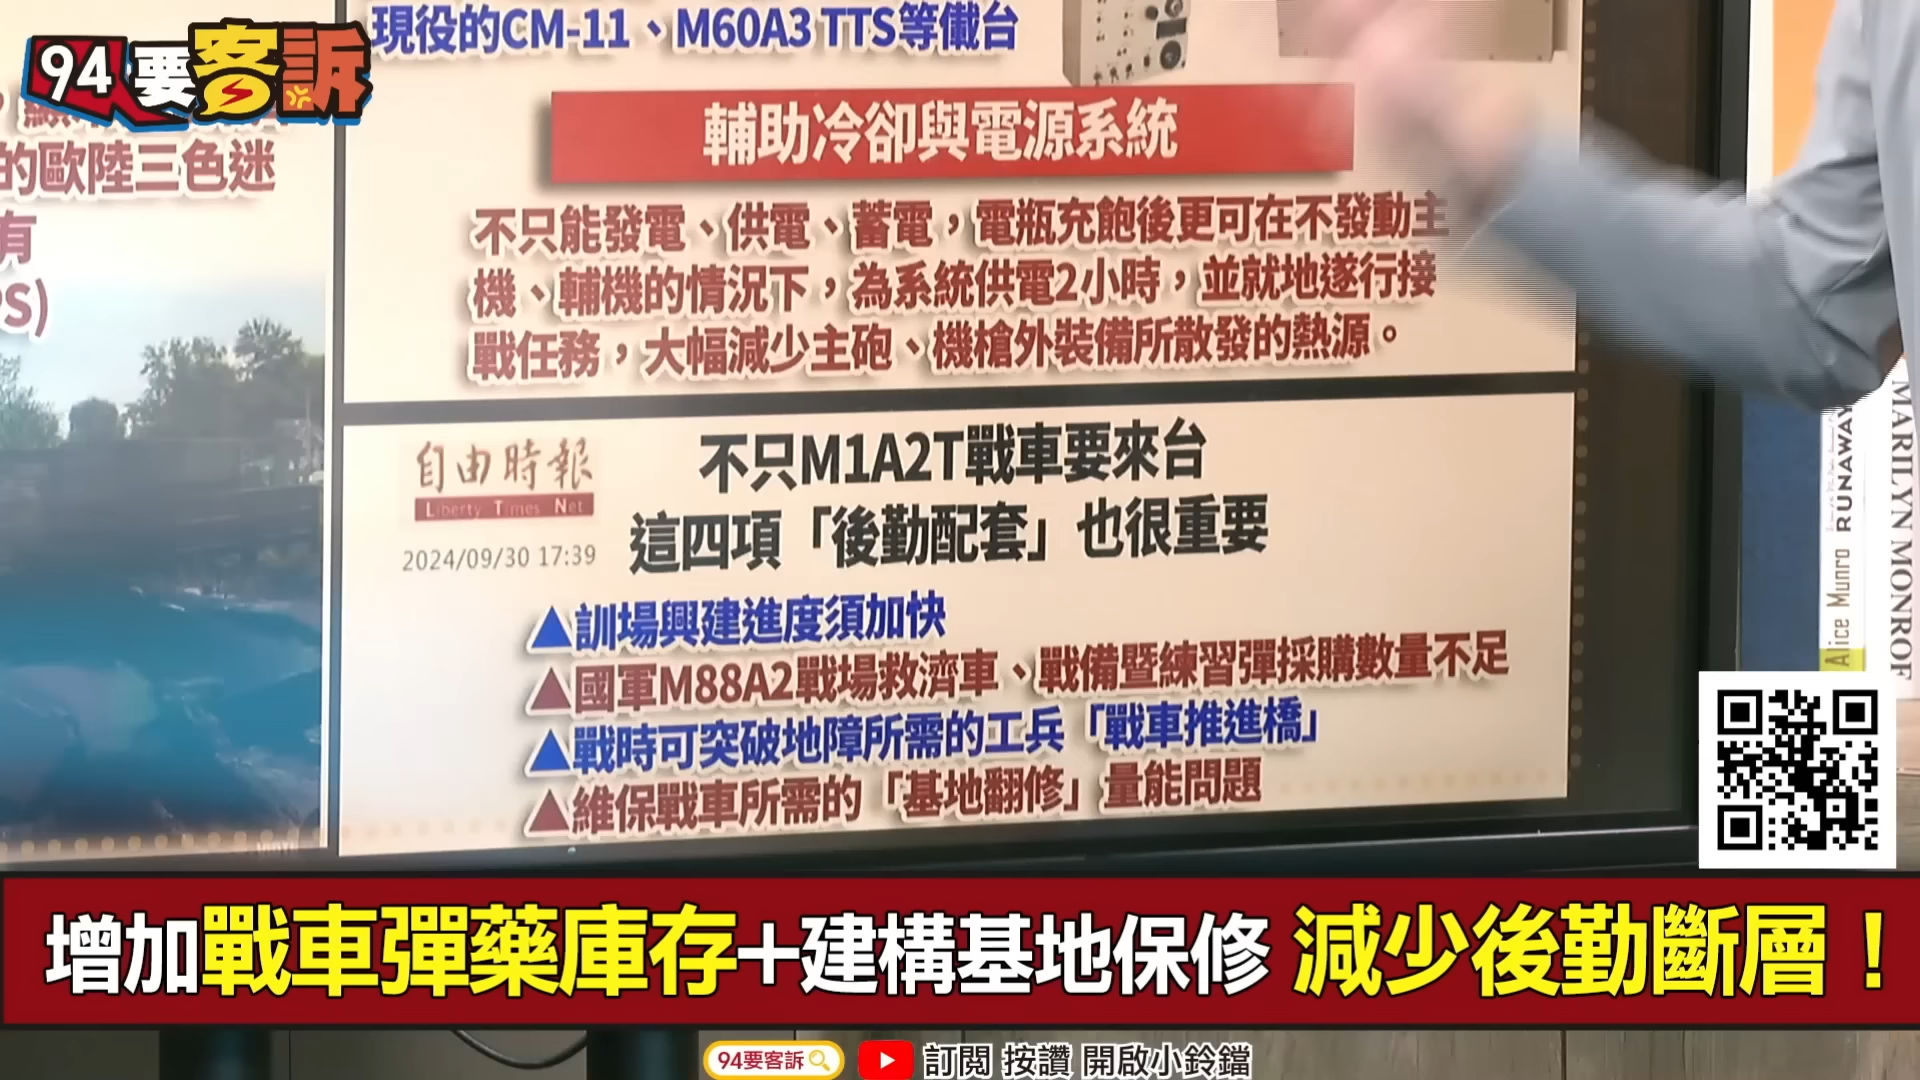 94要客訴
現役的CM-11、M60A3 TTS等儎台
的歐陸三色迷
有
PS)
輔助冷卻與電源系統
不只能發電、供電、蓄電，電瓶充飽後更可在不發動主
機、輔機的情況下，為系統供電2小時，並就地遂行接
戰任務，大幅減少主砲、機槍外裝備所散發的熱源。
自由時報
Liberty Times Net
2024/09/30 17:39
不只M1A2T戰車要來台
這四項「後勤配套」也很重要
▲訓場興建進度須加快
▲國軍M88A2戰場救濟車、戰備暨練習彈採購數量不足
▲戰時可突破地障所需的工兵「戰車推進橋」
▲維保戰車所需的「基地翻修」量能問題
Alice Munro RUNAWAY
MARILYN MONROE
增加戰車彈藥庫存+建構基地保修 減少後勤斷層！
94要客訴
訂閱 按讚 開啟小鈴鐺